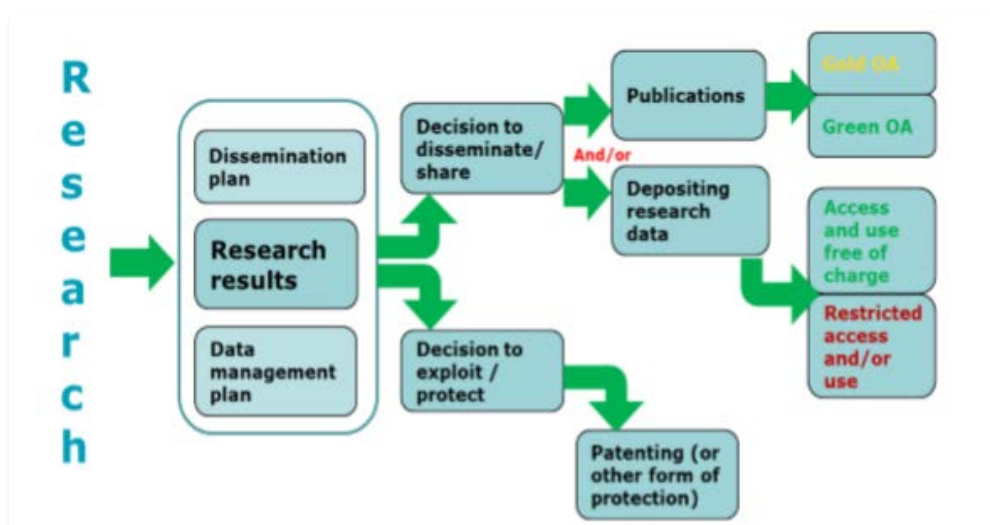 Research
Dissemination
plan
Research
results
Data
management
plan
Decision to
disseminate/
share
Decision to
exploit /
protect
And/or
Publications
Depositing
research
data
Patenting (or
other form of
protection)
Gold OA
Green OA
Access
and use
free of
charge
Restricted
access
and/or
use